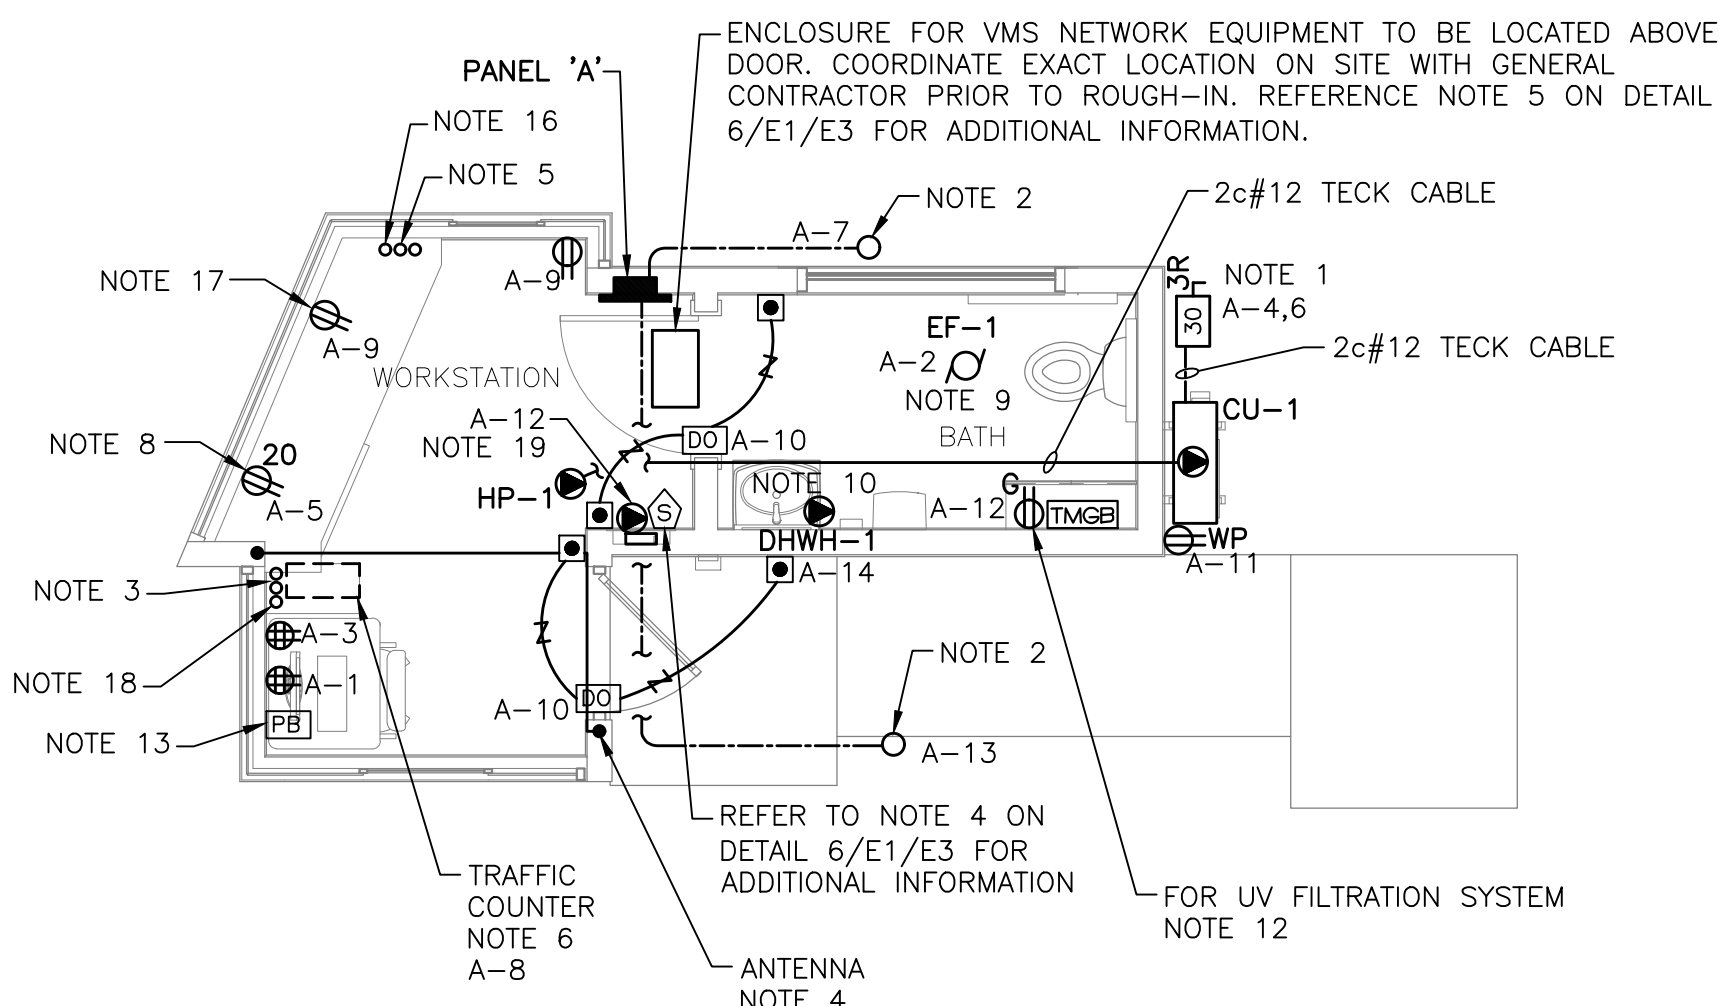 ENCLOSURE FOR VMS NETWORK EQUIPMENT TO BE LOCATED ABOVE
DOOR. COORDINATE EXACT LOCATION ON SITE WITH GENERAL
CONTRACTOR PRIOR TO ROUGH-IN. REFERENCE NOTE 5 ON DETAIL
6/E1/E3 FOR ADDITIONAL INFORMATION.
PANEL 'A'
NOTE 16
NOTE 5
NOTE 2
2c#12 TECK CABLE
A-7
A-9
NOTE 17
3R
NOTE 1
A-4,6
30
A-9
EF-1
A-2
NOTE 9
2c#12 TECK CABLE
WORKSTATION
CU-1
A-12
NOTE 19
DO
A-10
BATH
NOTE 8
20
A-5
HP-1
S
NOTE 10
G
A-12
TMGB
DHWH-1
WP
A-11
A-14
NOTE 3
A-3
NOTE 18
A-1
NOTE 2
DO
A-10
PB
NOTE 13
A-13
REFER TO NOTE 4 ON
DETAIL 6/E1/E3 FOR
ADDITIONAL INFORMATION
TRAFFIC
COUNTER
NOTE 6
A-8
FOR UV FILTRATION SYSTEM
NOTE 12
ANTENNA
NOTE 4